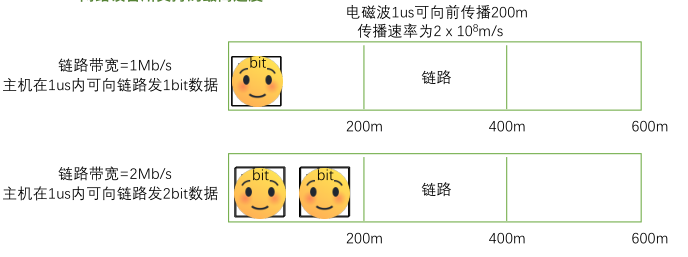 电磁波1us可向前传播200m
传播速率为2 x 10⁸m/s
链路带宽=1Mb/s
主机在1us内可向链路发1bit数据
bit
链路
200m
400m
600m
链路带宽=2Mb/s
主机在1us内可向链路发2bit数据
bit
bit
链路
200m
400m
600m